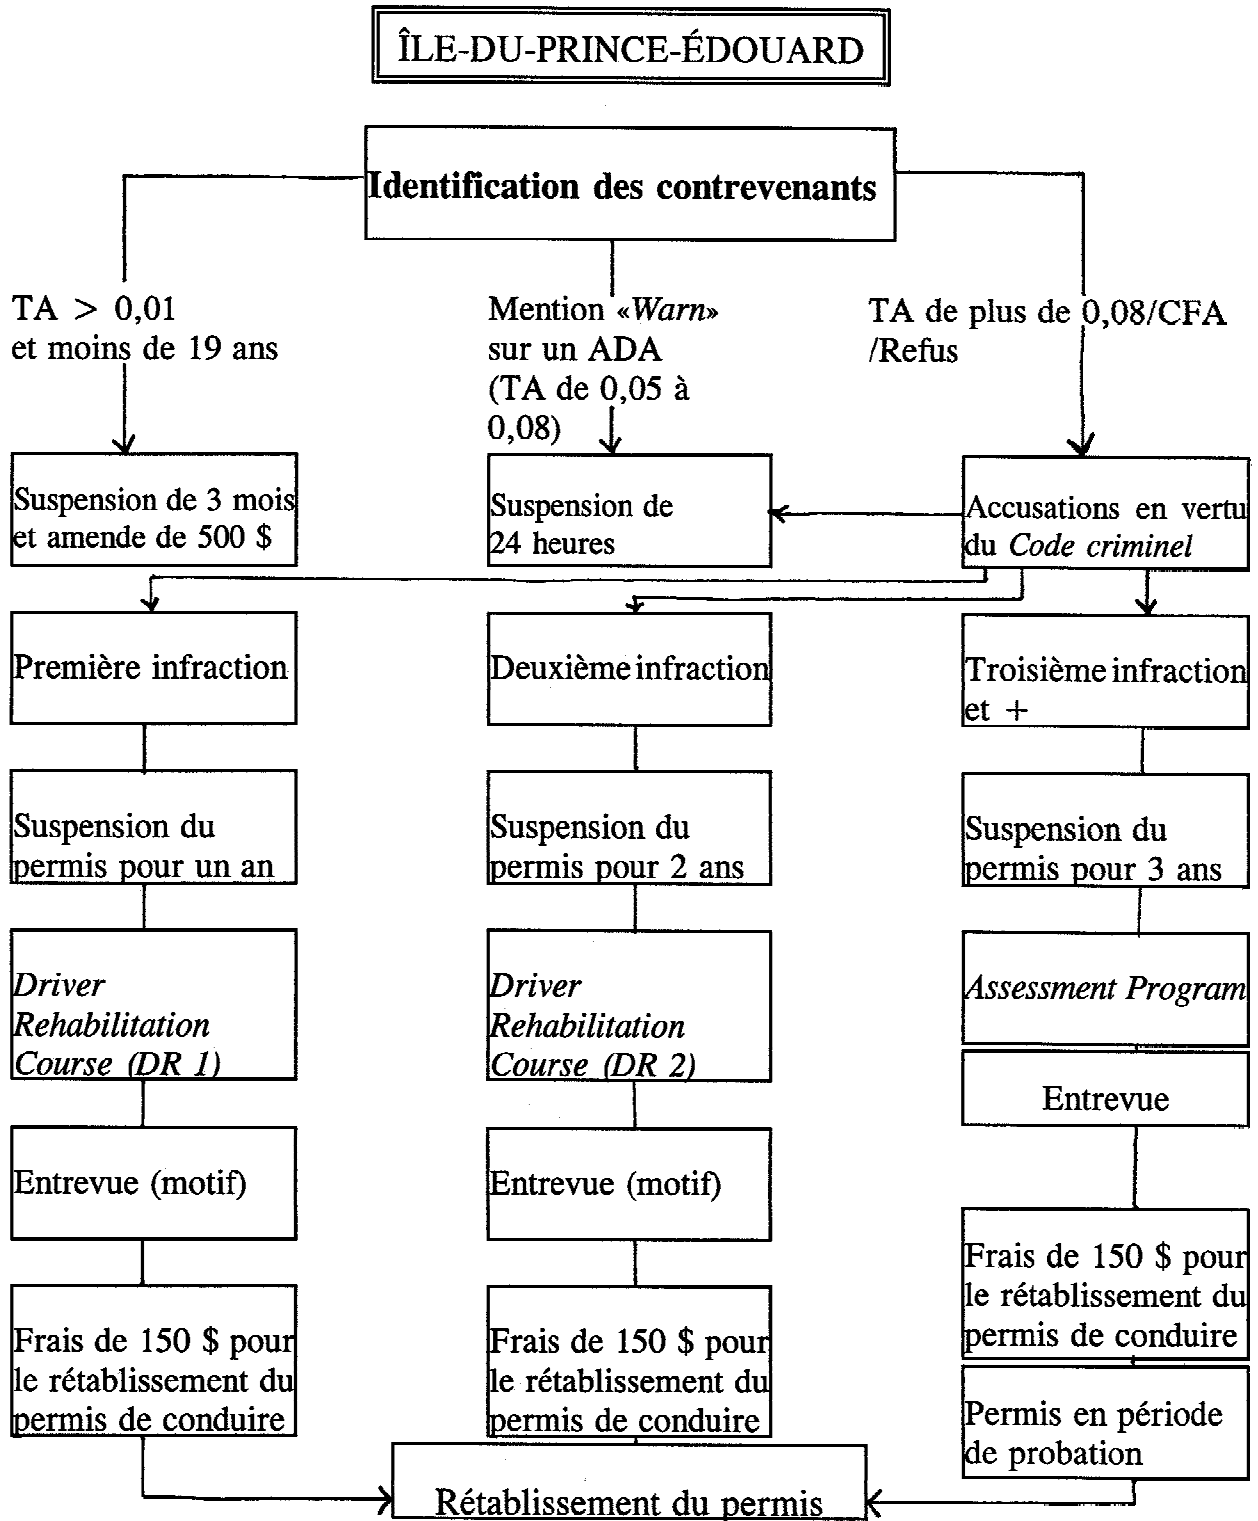 ÎLE-DU-PRINCE-ÉDOUARD
Identification des contrevenants
TA > 0,01
et moins de 19 ans
Mention «Warn»
sur un ADA
(TA de 0,05 à
0,08)
TA de plus de 0,08/CFA
/Refus
Suspension de 3 mois
et amende de 500 $
Suspension de
24 heures
Accusations en vertu
du Code criminel
Première infraction
Deuxième infraction
Troisième infraction
et +
Suspension du
permis pour un an
Suspension du
permis pour 2 ans
Suspension du
permis pour 3 ans
Driver
Rehabilitation
Course (DR 1)
Driver
Rehabilitation
Course (DR 2)
Assessment Program
Entrevue
Entrevue (motif)
Entrevue (motif)
Frais de 150 $ pour
le rétablissement du
permis de conduire
Frais de 150 $ pour
le rétablissement du
permis de conduire
Frais de 150 $ pour
le rétablissement du
permis de conduire
Permis en période
de probation
Rétablissement du permis